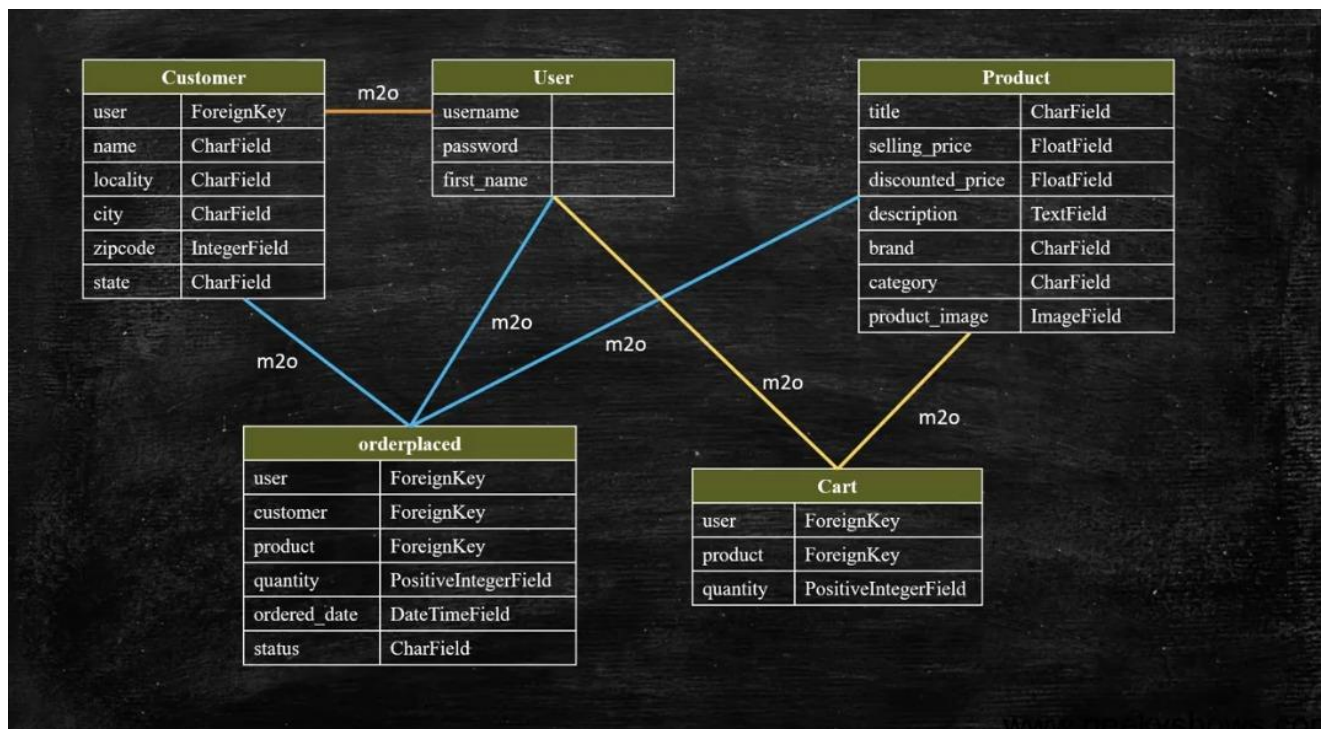 Customer
user ForeignKey
name CharField
locality CharField
city CharField
zipcode IntegerField
state CharField
m2o
User
username
password
first_name
Product
title CharField
selling_price FloatField
discounted_price FloatField
description TextField
brand CharField
category CharField
product_image ImageField
m2o
m2o
m2o
m2o
m2o
orderplaced
user ForeignKey
customer ForeignKey
product ForeignKey
quantity PositiveIntegerField
ordered_date DateTimeField
status CharField
Cart
user ForeignKey
product ForeignKey
quantity PositiveIntegerField